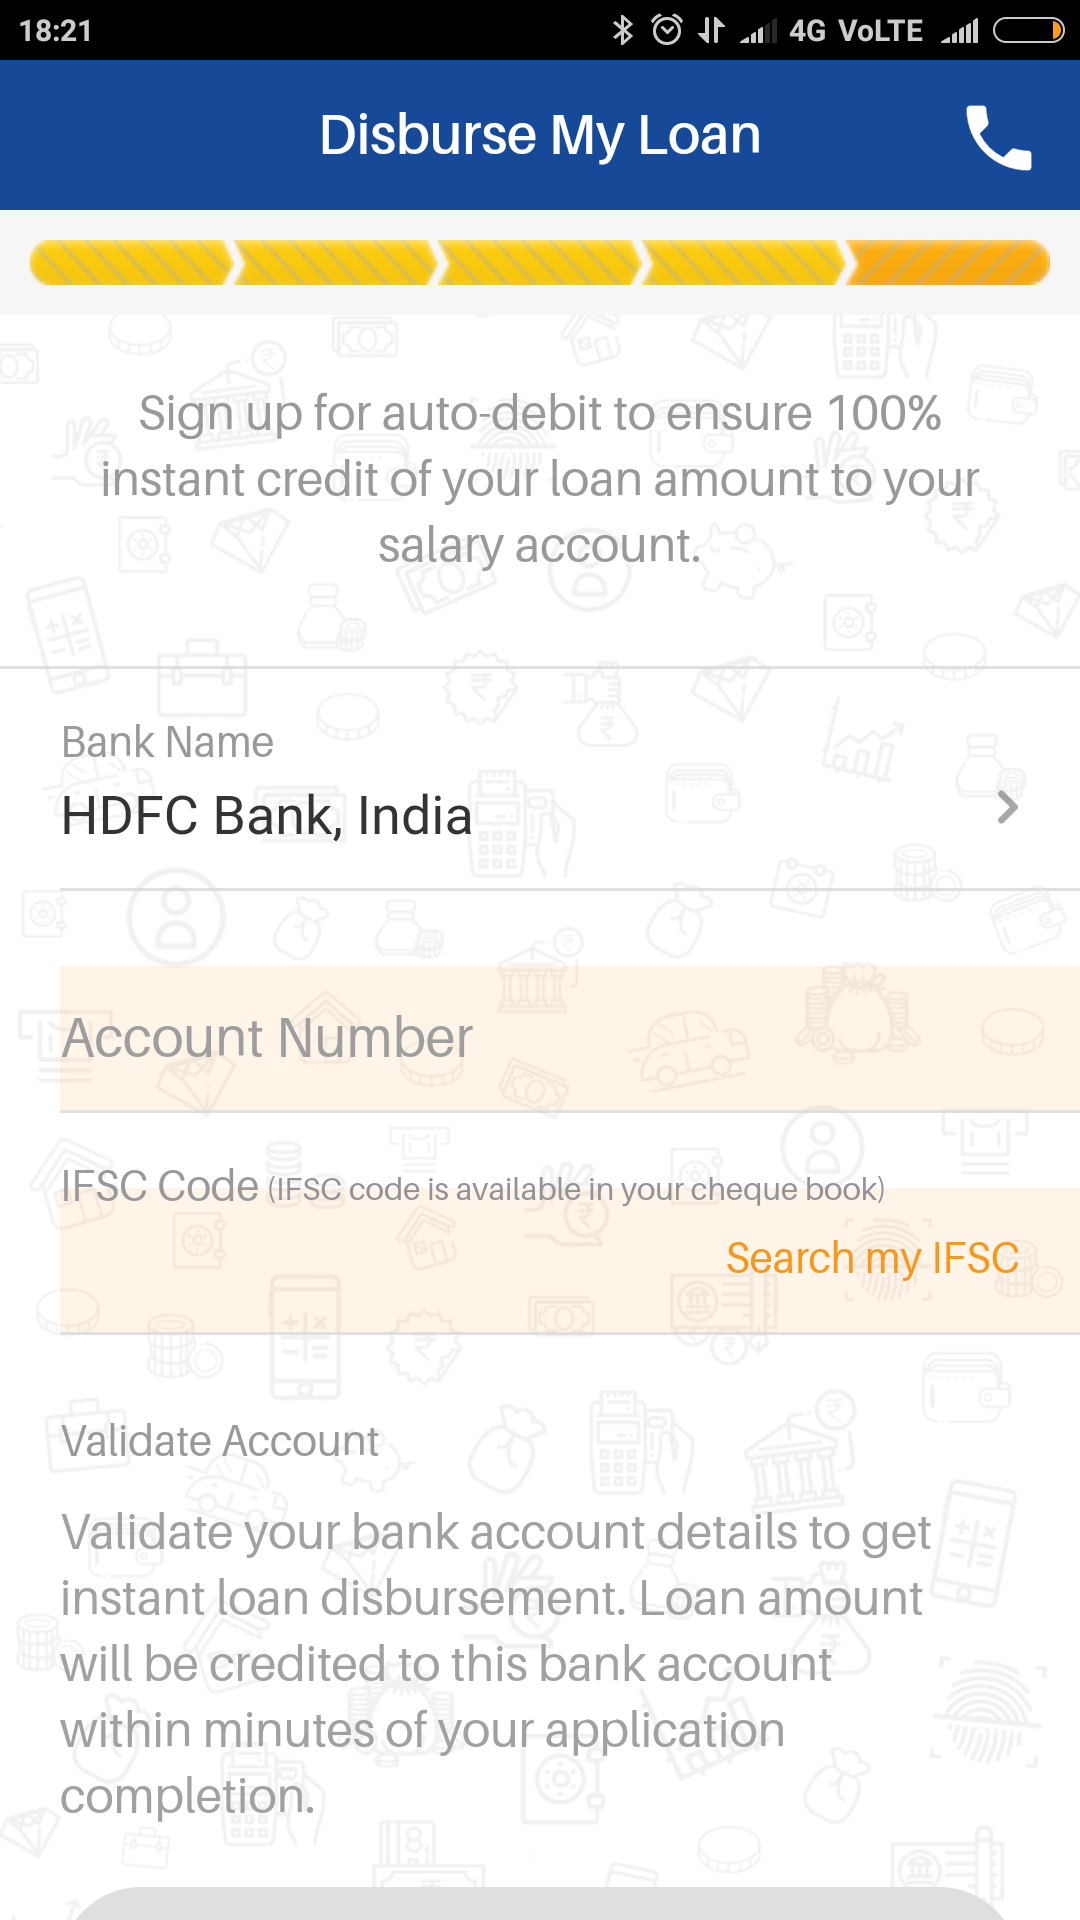 18:21 4G VoLTE
Disburse My Loan
Sign up for auto-debit to ensure 100%
instant credit of your loan amount to your
salary account.
Bank Name
HDFC Bank, India
Account Number
IFSC Code (IFSC code is available in your cheque book)
Search my IFSC
Validate Account
Validate your bank account details to get
instant loan disbursement. Loan amount
will be credited to this bank account
within minutes of your application
completion.